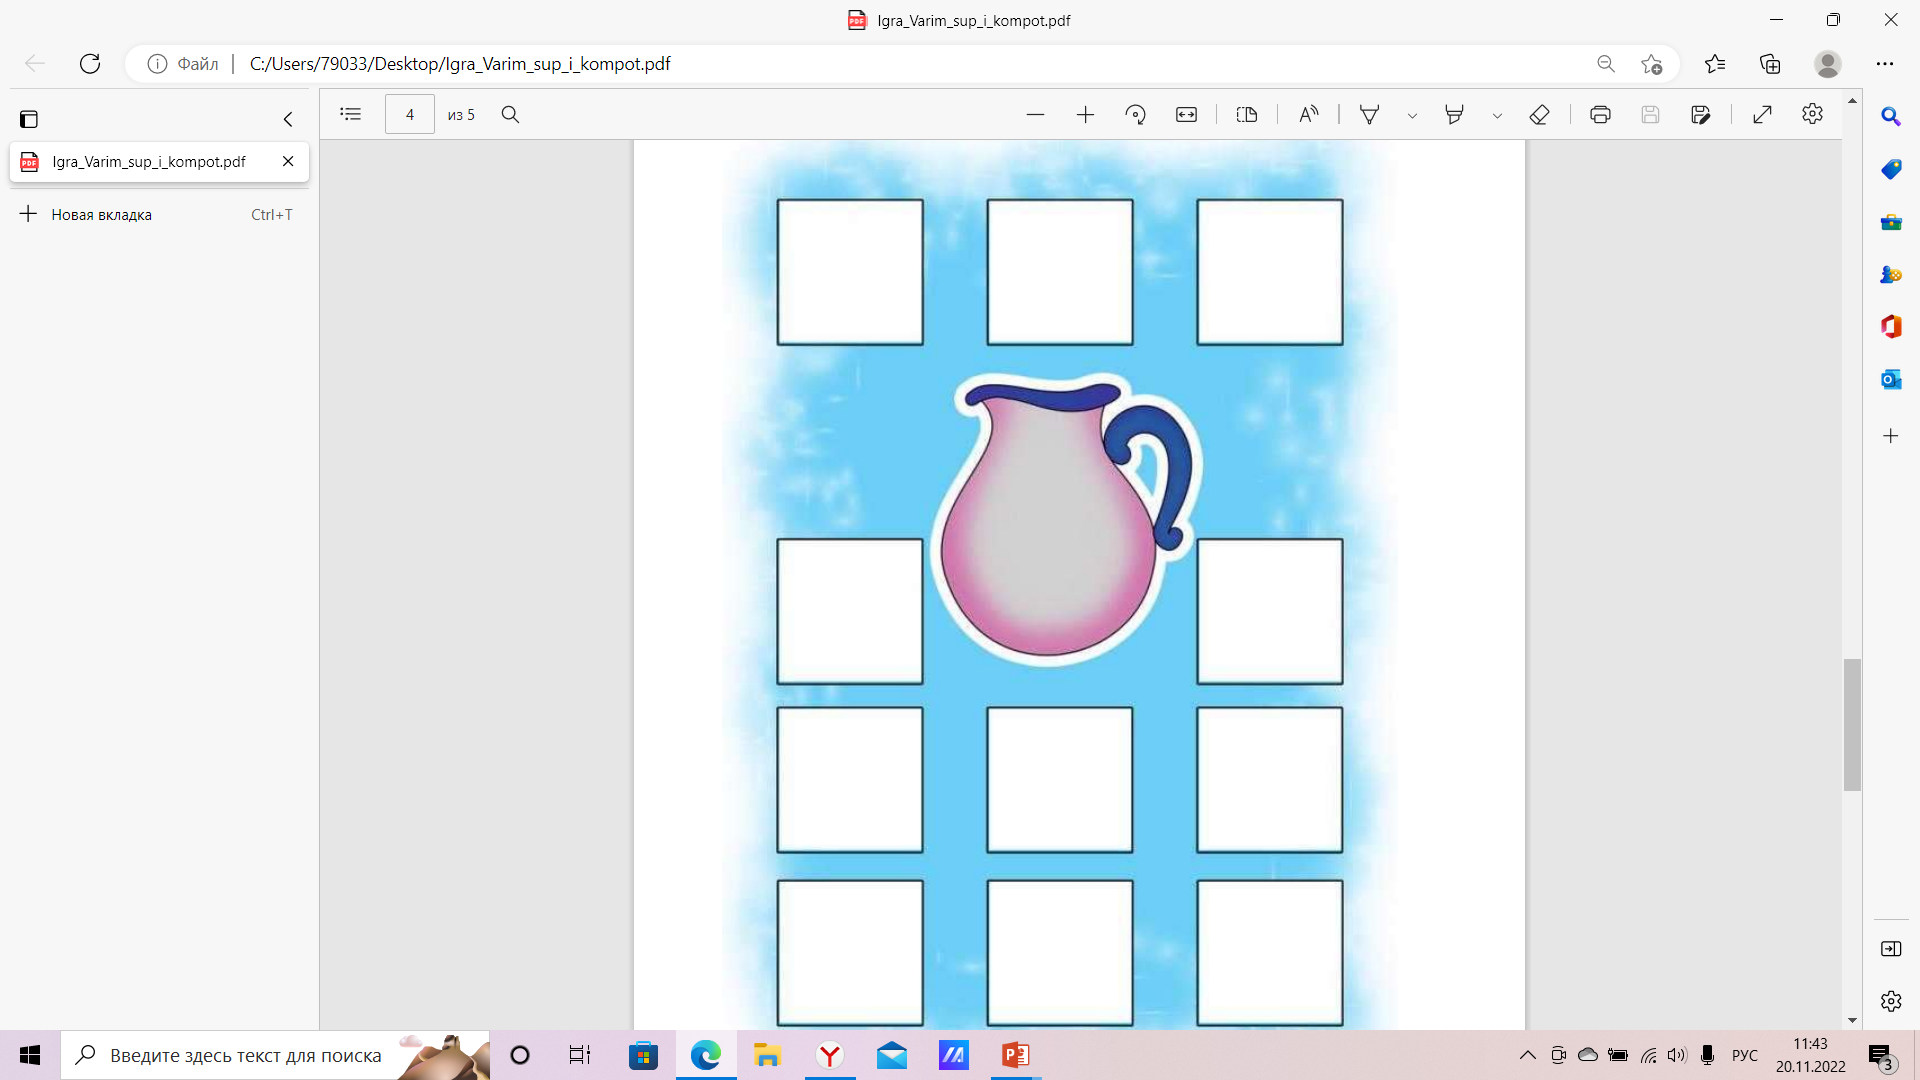 Igra_Varim_sup_i_kompot.pdf
Файл
C:/Users/79033/Desktop/Igra_Varim_sup_i_kompot.pdf
4 из 5
Igra_Varim_sup_i_kompot.pdf
Новая вкладка Ctrl+T
Введите здесь текст для поиска
РУС
11:43
20.11.2022
3